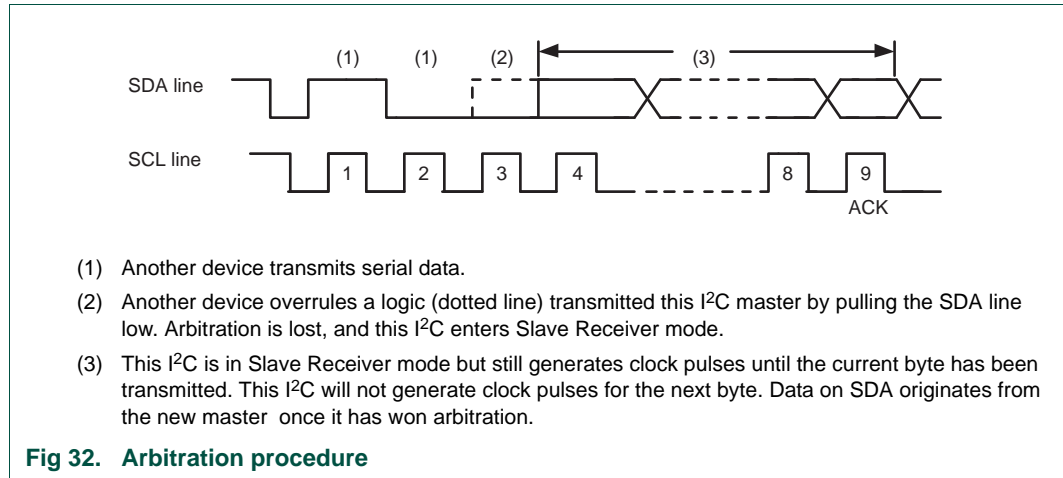 (1) (1) (2) (3)
SDA line
SCL line
1 2 3 4 8 9
ACK
(1) Another device transmits serial data.
(2) Another device overrules a logic (dotted line) transmitted this I2C master by pulling the SDA line
low. Arbitration is lost, and this I2C enters Slave Receiver mode.
(3) This I2C is in Slave Receiver mode but still generates clock pulses until the current byte has been
transmitted. This I2C will not generate clock pulses for the next byte. Data on SDA originates from
the new master once it has won arbitration.
Fig 32. Arbitration procedure